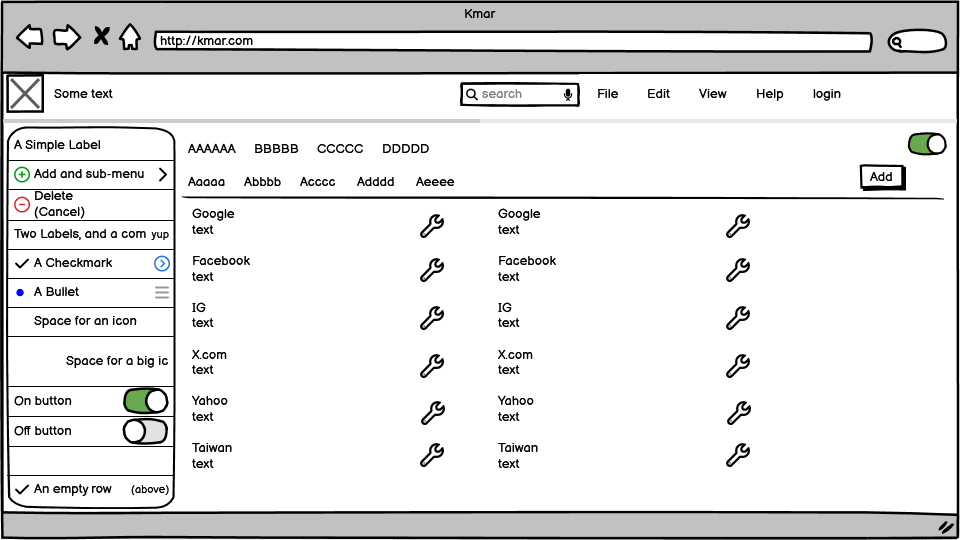 Kmar
http://kmar.com
Some text
search
File Edit View Help login
A Simple Label
Add and sub-menu
Delete
(Cancel)
Two Labels, and a com yup
A Checkmark
A Bullet
Space for an icon
Space for a big ic
On button
Off button
An empty row (above)
AAAAAA BBBBB CCCCC DDDDD
Aaaaa Abbbb Acccc Adddd Aeeee
Add
Google
text
Facebook
text
IG
text
X.com
text
Yahoo
text
Taiwan
text
Google
text
Facebook
text
IG
text
X.com
text
Yahoo
text
Taiwan
text